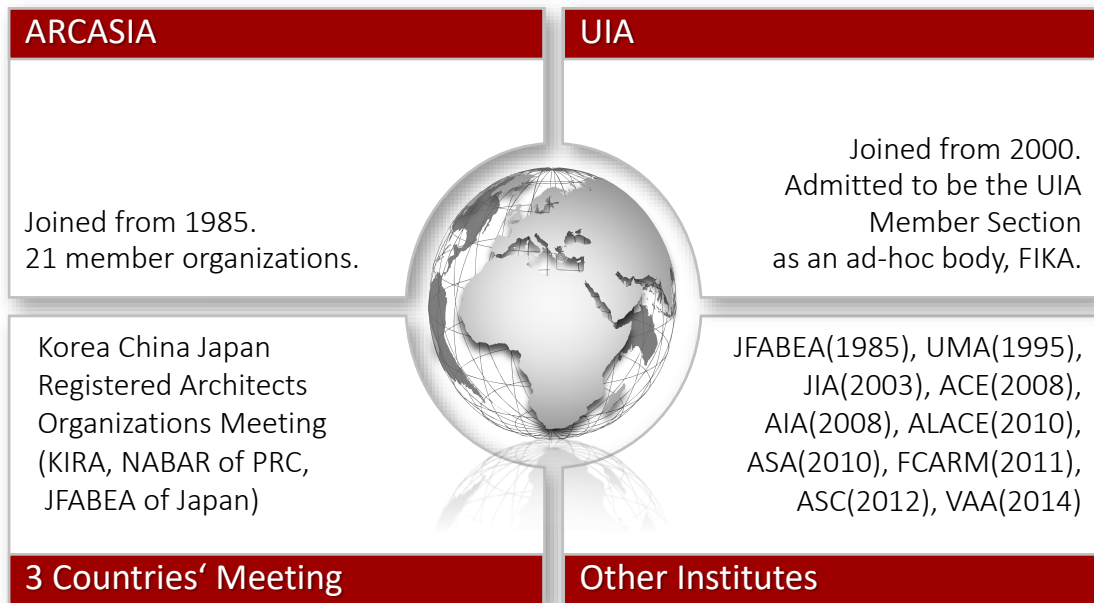 ARCASIA
Joined from 1985.
21 member organizations.
UIA
Joined from 2000.
Admitted to be the UIA
Member Section
as an ad-hoc body, FIKA.
Korea China Japan
Registered Architects
Organizations Meeting
(KIRA, NABAR of PRC,
JFABEA of Japan)
3 Countries‘ Meeting
JFABEA(1985), UMA(1995),
JIA(2003), ACE(2008),
AIA(2008), ALACE(2010),
ASA(2010), FCARM(2011),
ASC(2012), VAA(2014)
Other Institutes